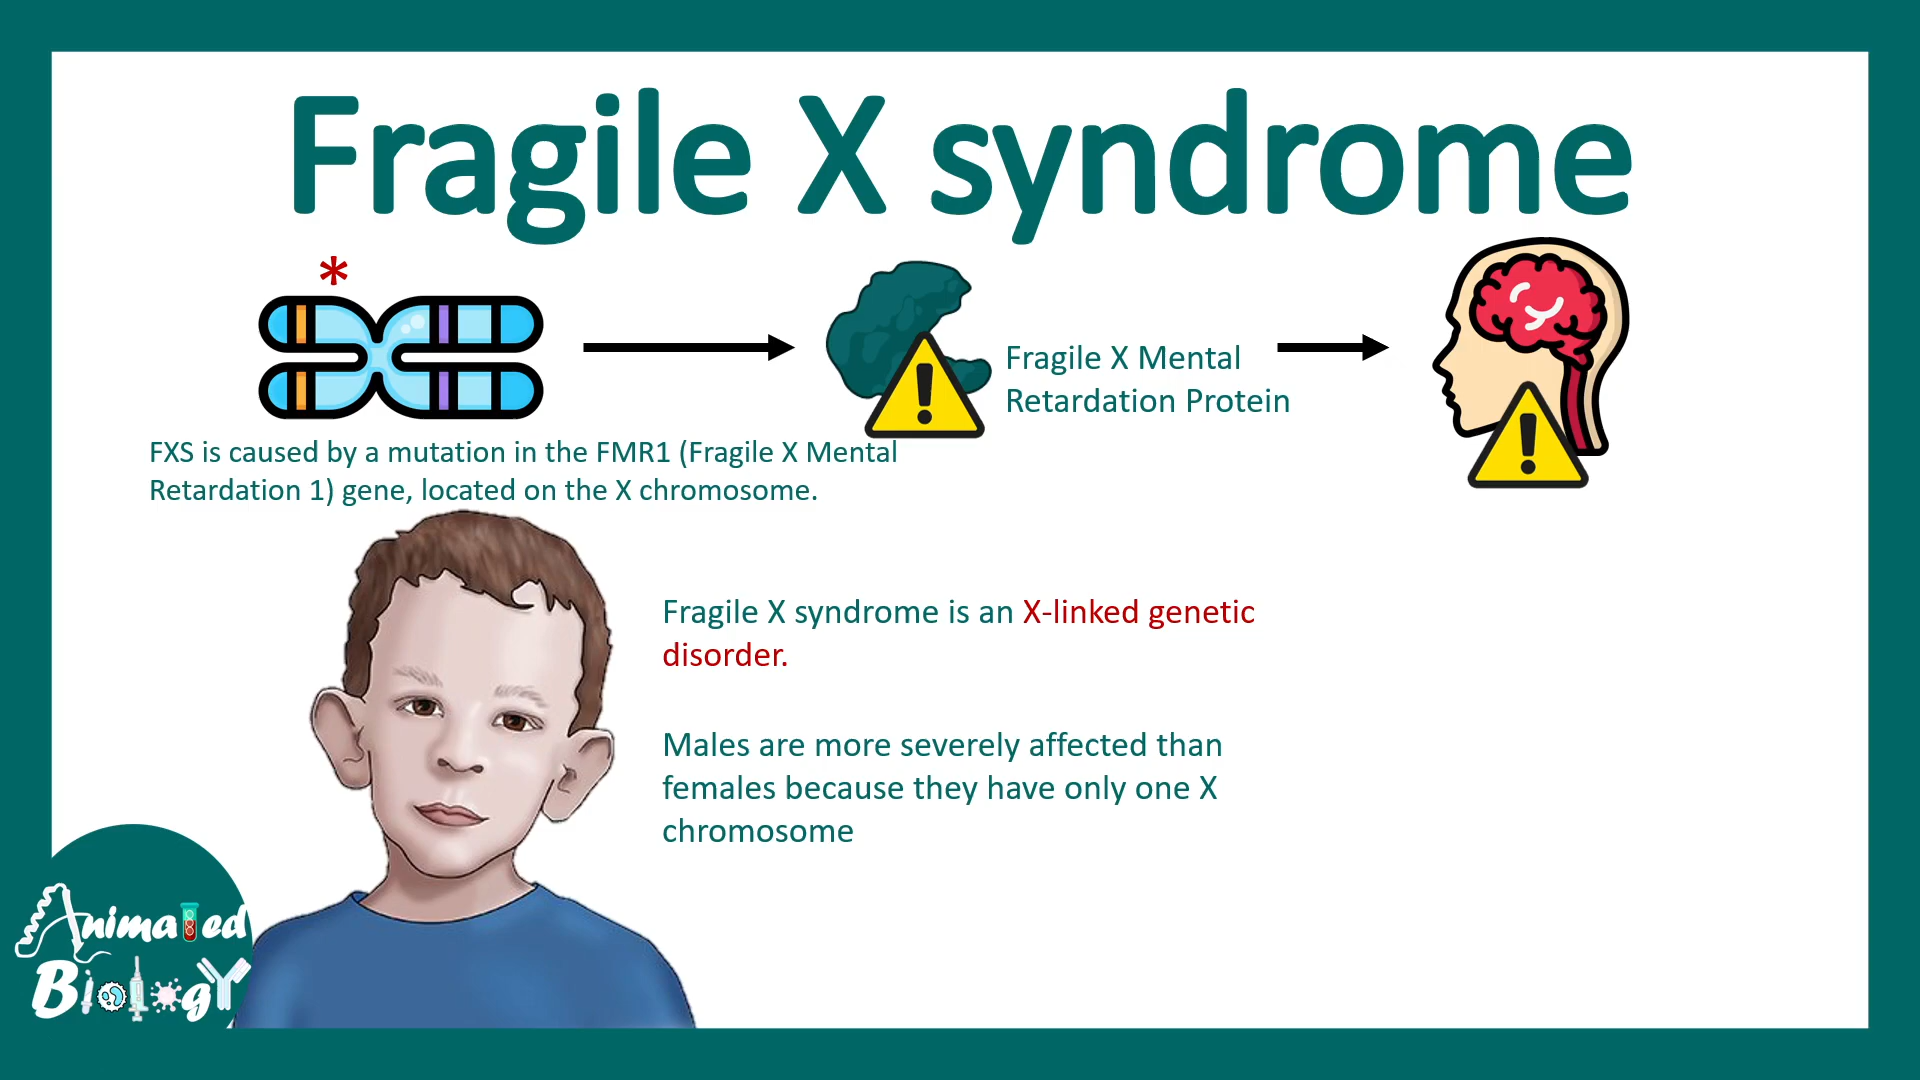 Fragile X syndrome
*
Fragile X Mental
Retardation Protein
FXS is caused by a mutation in the FMR1 (Fragile X Mental
Retardation 1) gene, located on the X chromosome.
Fragile X syndrome is an X-linked genetic
disorder.
Males are more severely affected than
females because they have only one X
chromosome
Animated
Biology